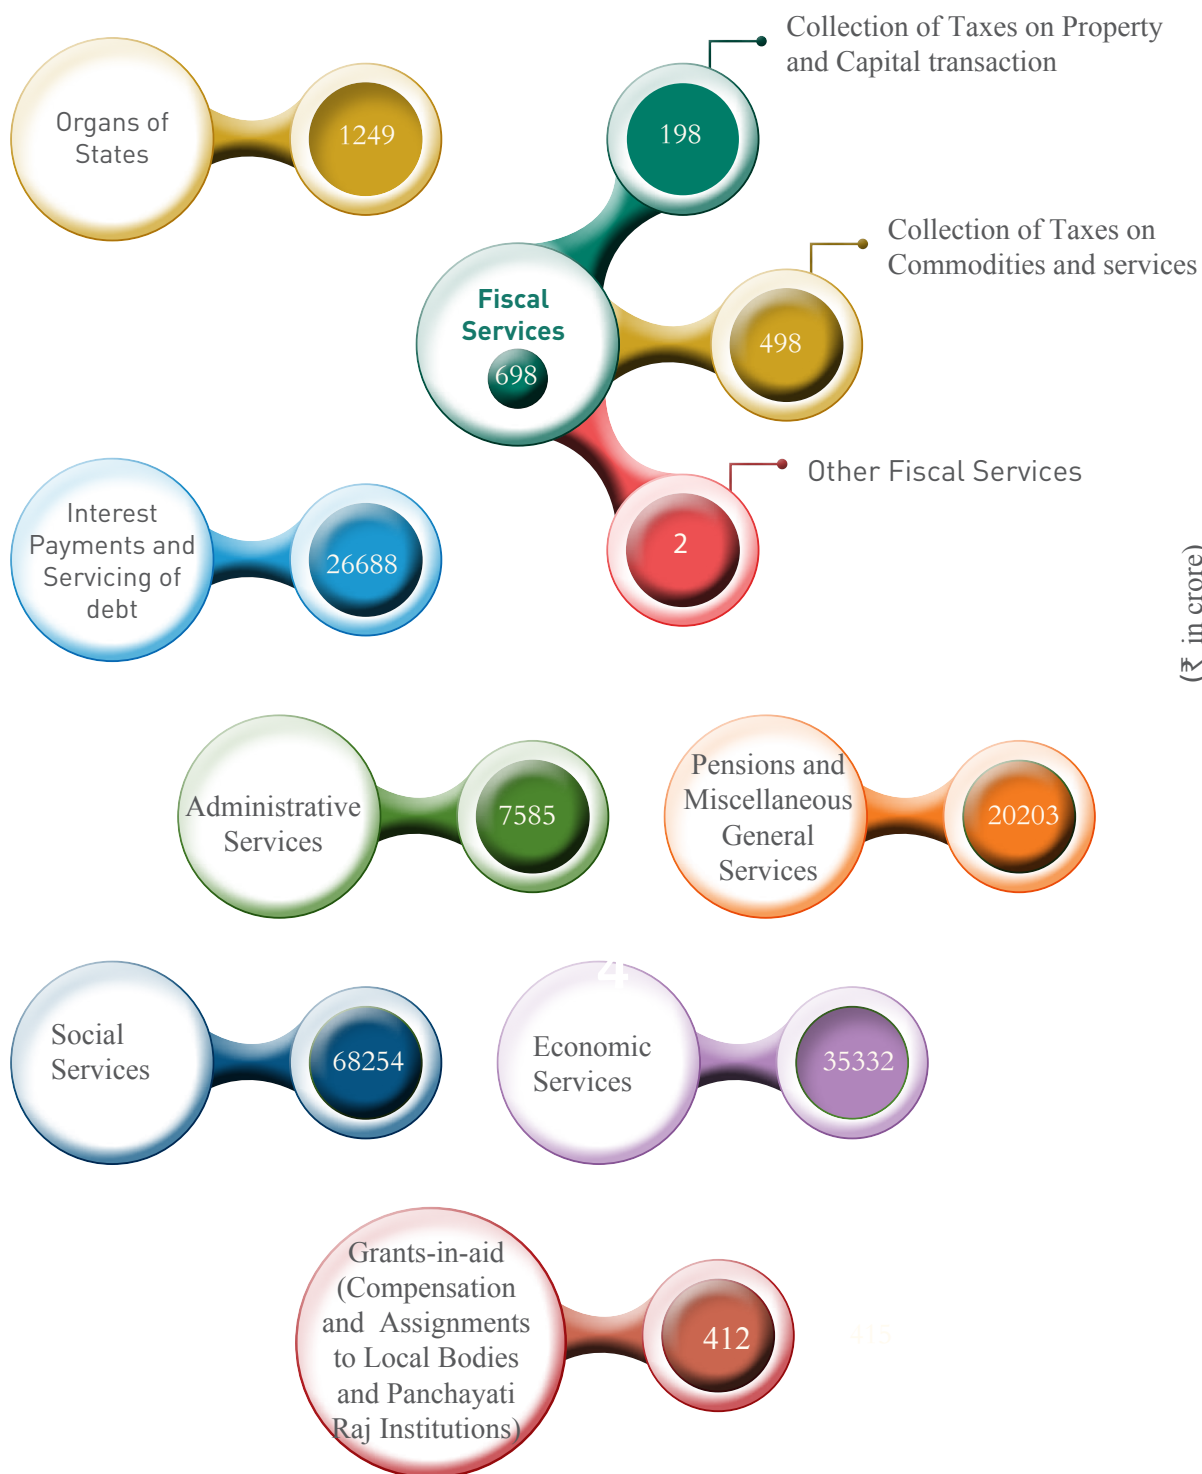 Collection of Taxes on Property
and Capital transaction
Organs of
States
1249
198
Collection of Taxes on
Commodities and services
Fiscal
Services
698
498
Other Fiscal Services
2
Interest
Payments and
Servicing of
debt
26688
(₹ in crore)
Administrative
Services
7585
Pensions and
Miscellaneous
General
Services
20203
4
Social
Services
68254
Economic
Services
35332
Grants-in-aid
(Compensation
and Assignments
to Local Bodies
and Panchayati
Raj Institutions)
412
415